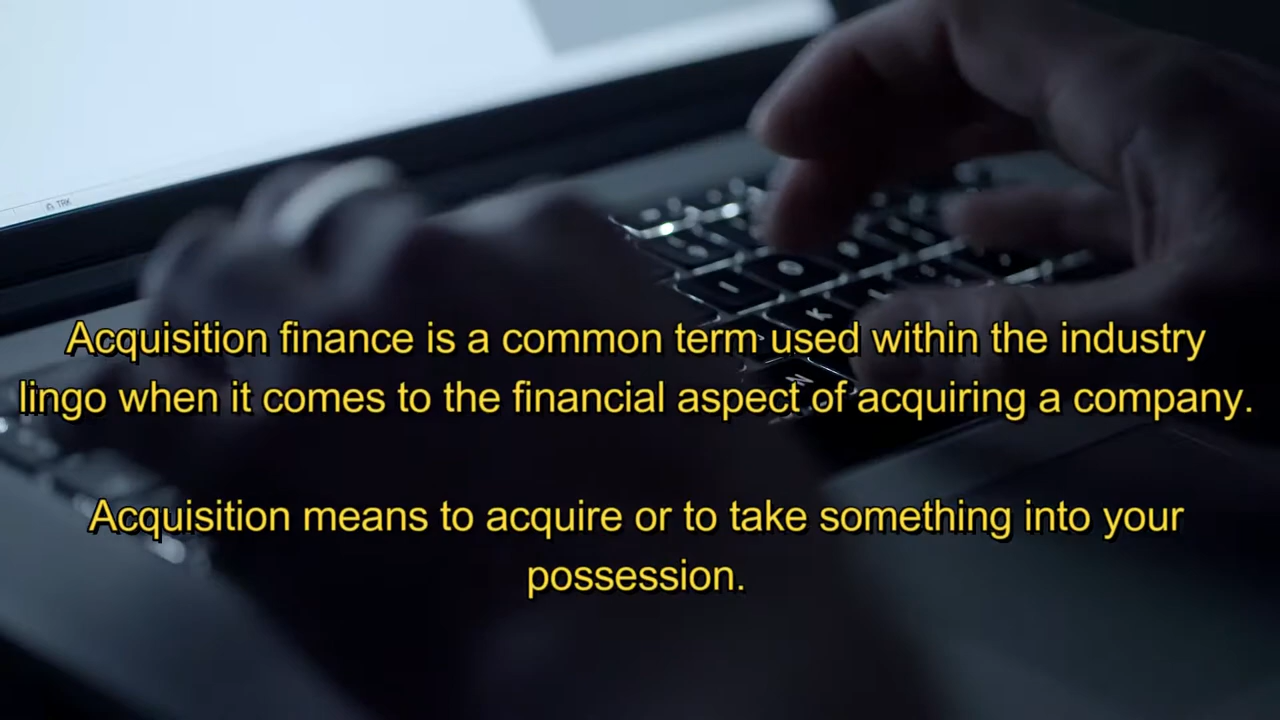 Acquisition finance is a common term used within the industry
lingo when it comes to the financial aspect of acquiring a company.
Acquisition means to acquire or to take something into your
possession.